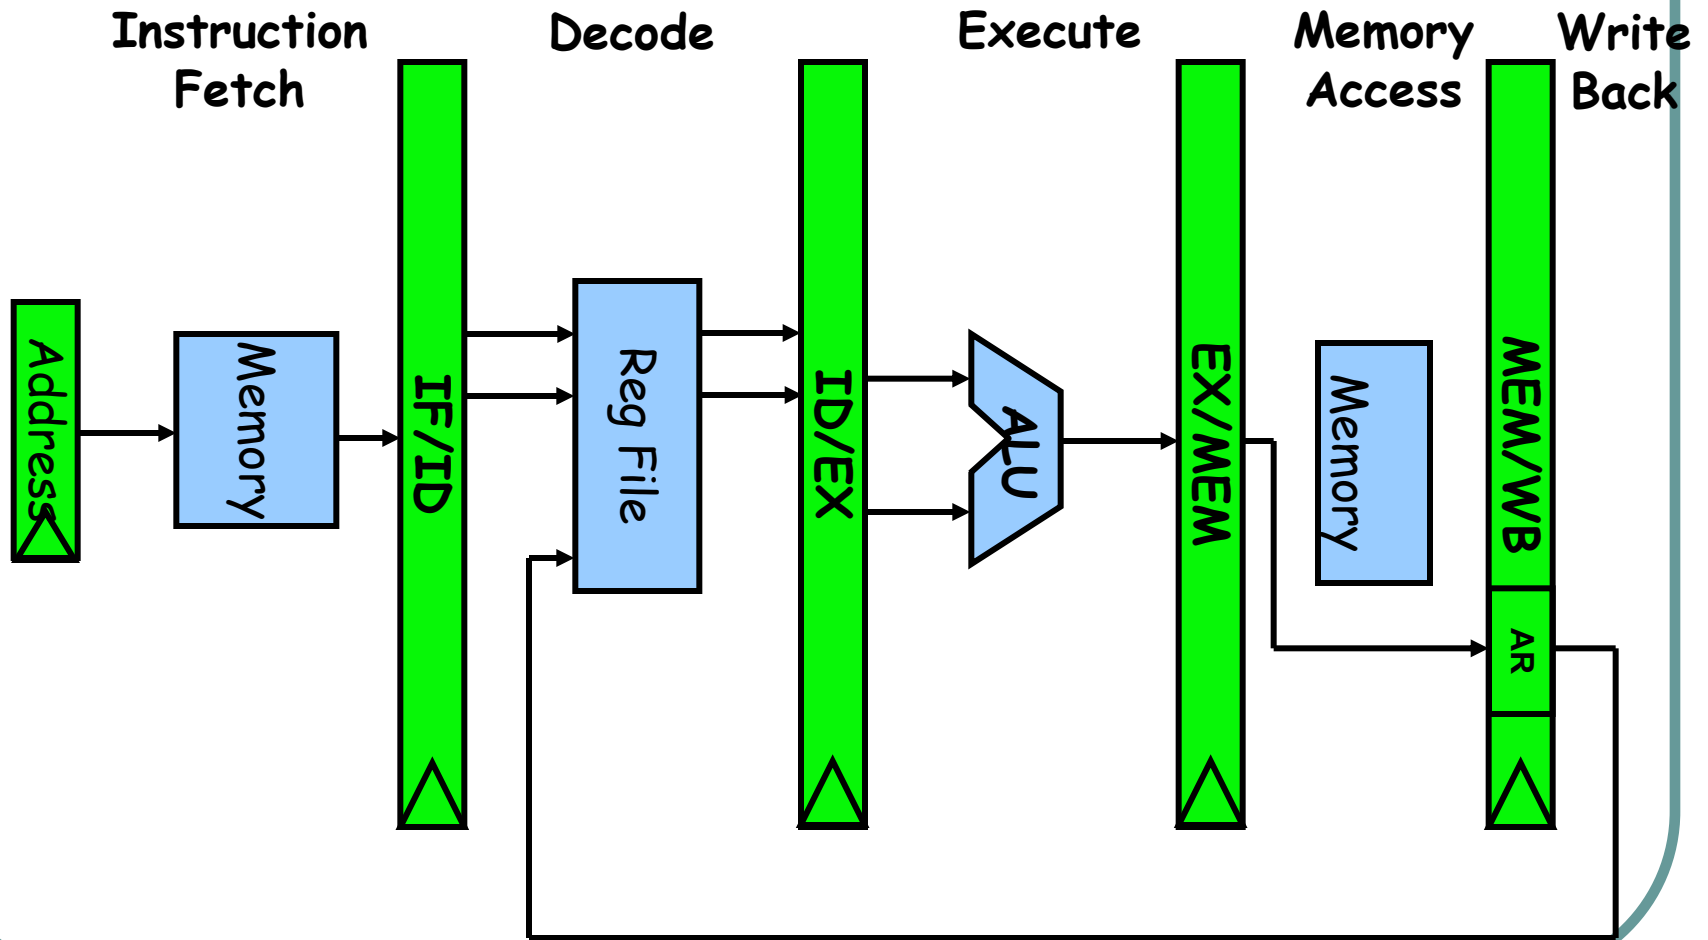 Instruction
Fetch
Decode
Execute
Memory
Access
Write
Back
Address
Memory
IF/ID
Reg File
ID/EX
ALU
EX/MEM
Memory
MEM/WB
AR